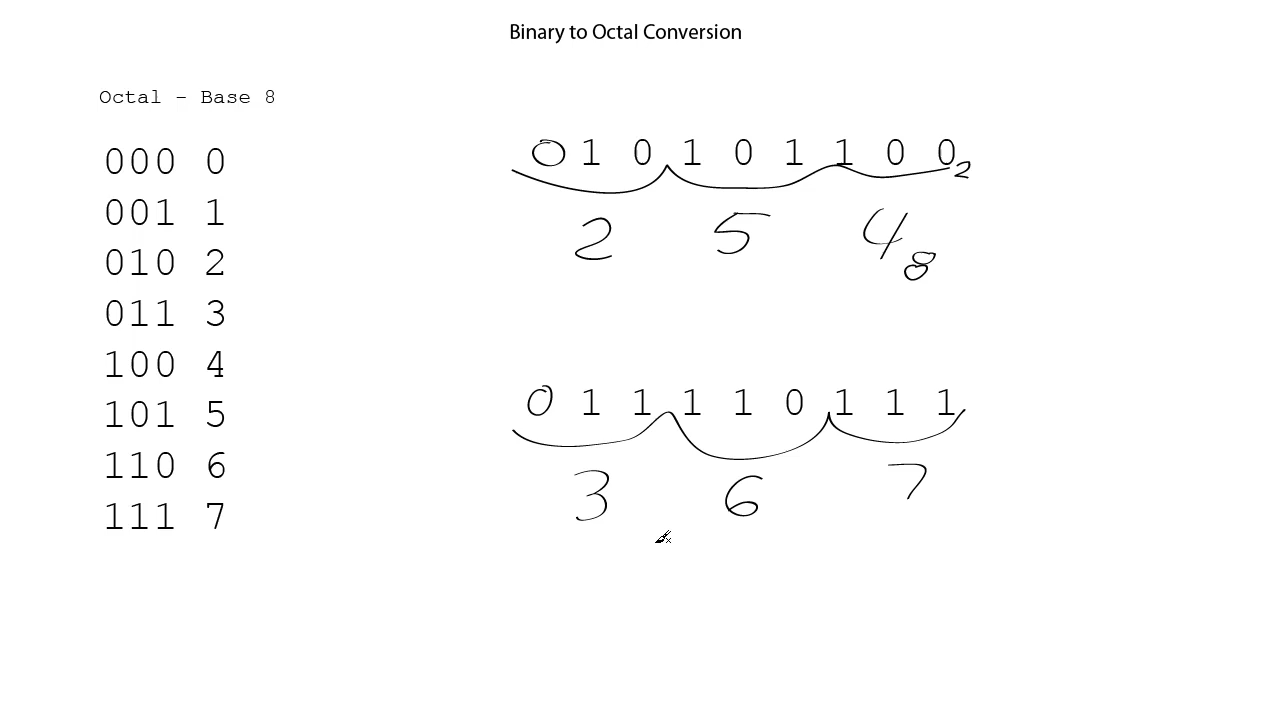 Binary to Octal Conversion
Octal - Base 8
000 0
001 1
010 2
011 3
100 4
101 5
110 6
111 7
0 1 0 1 0 1 1 0 0 2
2 5 4 8
0 1 1 1 1 0 1 1 1
3 6 7